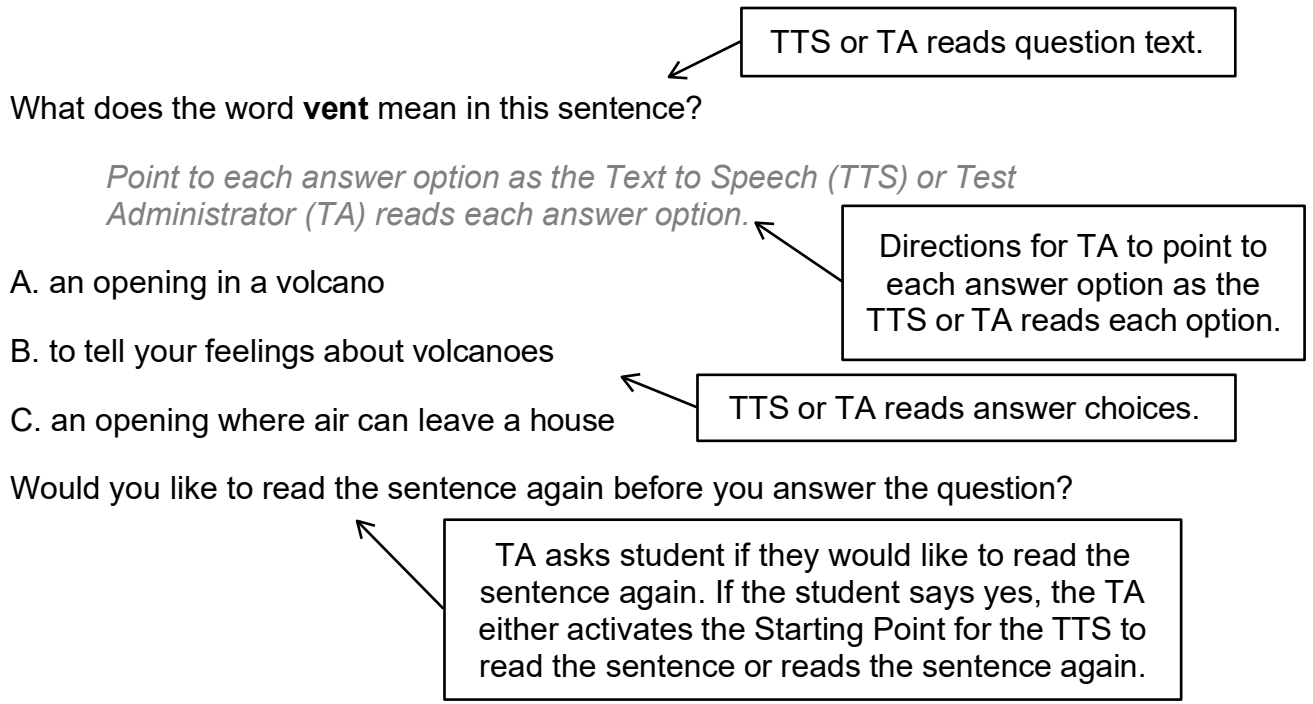 TTS or TA reads question text.
What does the word vent mean in this sentence?
Point to each answer option as the Text to Speech (TTS) or Test
Administrator (TA) reads each answer option.
Directions for TA to point to
each answer option as the
TTS or TA reads each option.
A. an opening in a volcano
B. to tell your feelings about volcanoes
TTS or TA reads answer choices.
C. an opening where air can leave a house
Would you like to read the sentence again before you answer the question?
TA asks student if they would like to read the
sentence again. If the student says yes, the TA
either activates the Starting Point for the TTS to
read the sentence or reads the sentence again.